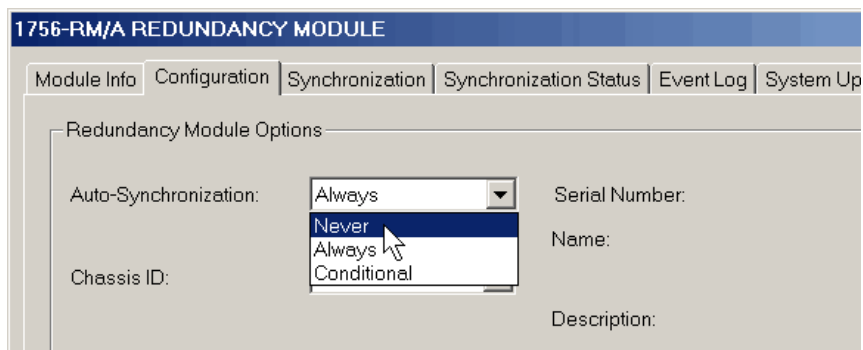 1756-RM/A REDUNDANCY MODULE
Module Info Configuration Synchronization Synchronization Status Event Log System Up
Redundancy Module Options
Auto-Synchronization: Always Serial Number:
Never
Always Name:
Conditional
Chassis ID:
Description: